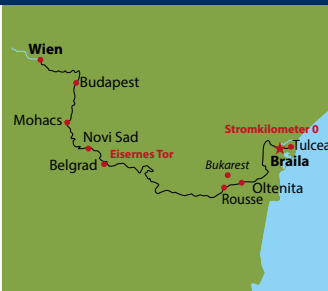 Wien
Budapest
Mohacs
Novi Sad
Eisernes Tor
Belgrad
Stromkilometer 0
Tulcea
Braila
Bukarest
Oltenita
Rousse